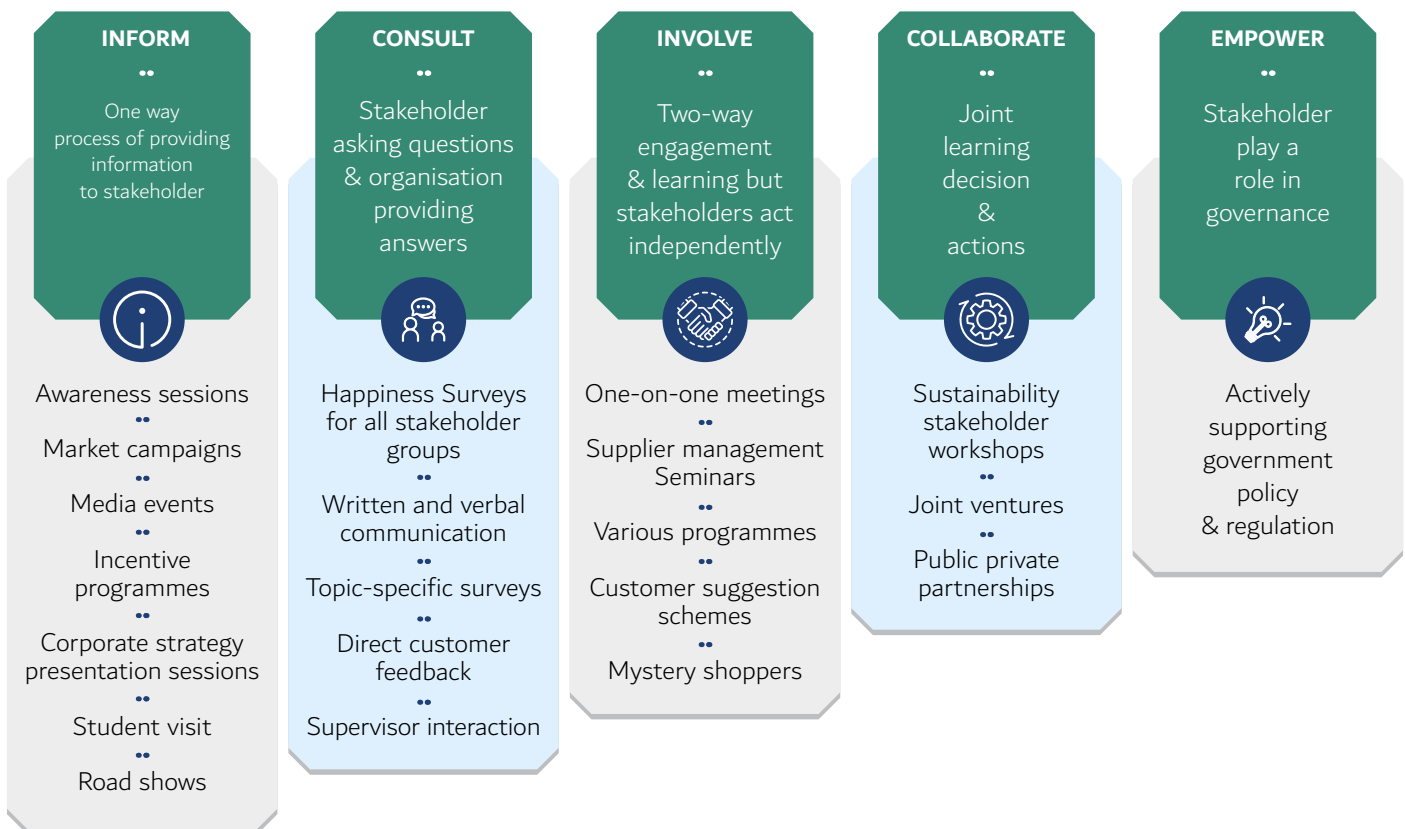 INFORM
One way
process of providing
information
to stakeholder
Awareness sessions
Market campaigns
Media events
Incentive
programmes
Corporate strategy
presentation sessions
Student visit
Road shows
CONSULT
Stakeholder
asking questions
& organisation
providing
answers
Happiness Surveys
for all stakeholder
groups
Written and verbal
communication
Topic-specific surveys
Direct customer
feedback
Supervisor interaction
INVOLVE
Two-way
engagement
& learning but
stakeholders act
independently
One-on-one meetings
Supplier management
Seminars
Various programmes
Customer suggestion
schemes
Mystery shoppers
COLLABORATE
Joint
learning
decision
&
actions
Sustainability
stakeholder
workshops
Joint ventures
Public private
partnerships
EMPOWER
Stakeholder
play a
role in
governance
Actively
supporting
government
policy
& regulation